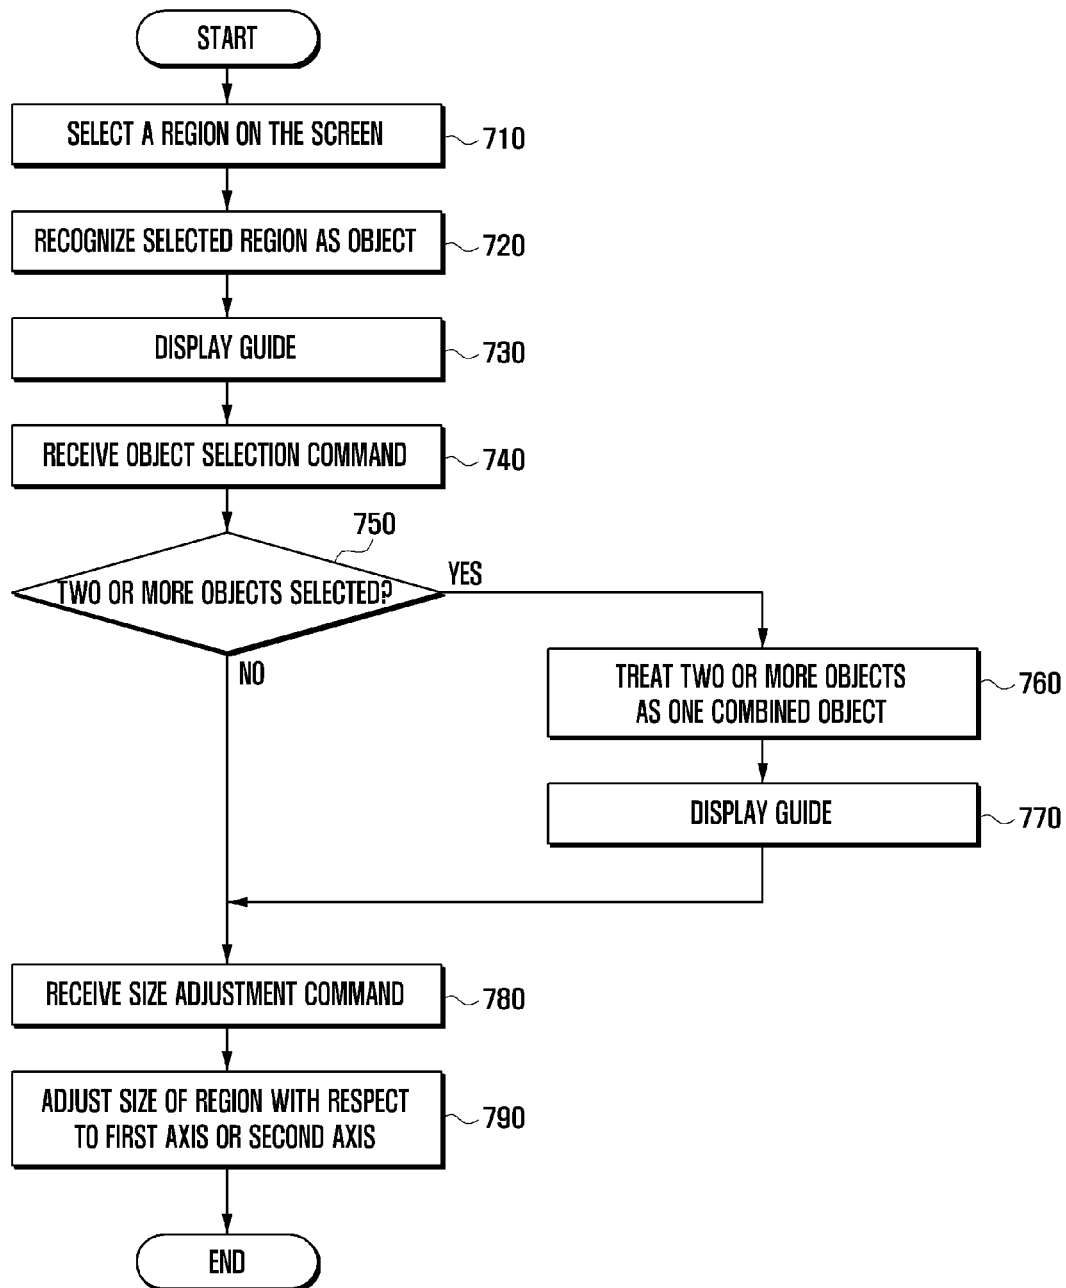 START
SELECT A REGION ON THE SCREEN
710
RECOGNIZE SELECTED REGION AS OBJECT
720
DISPLAY GUIDE
730
RECEIVE OBJECT SELECTION COMMAND
740
750
TWO OR MORE OBJECTS SELECTED?
YES
NO
TREAT TWO OR MORE OBJECTS
AS ONE COMBINED OBJECT
760
DISPLAY GUIDE
770
RECEIVE SIZE ADJUSTMENT COMMAND
780
ADJUST SIZE OF REGION WITH RESPECT
TO FIRST AXIS OR SECOND AXIS
790
END